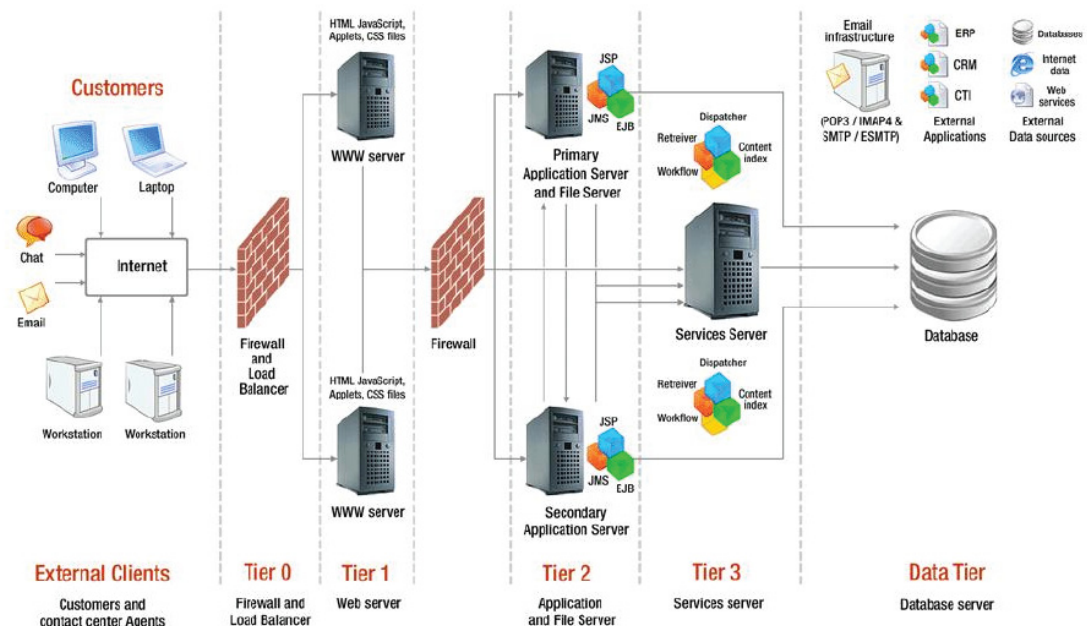 HTML JavaScript,
Applets, CSS files
WWW server
Customers
Computer
Laptop
Chat
Internet
Email
Workstation
Workstation
Firewall
and
Load
Balancer
HTML JavaScript,
Applets, CSS files
WWW server
Firewall
JSP
JMS
EJB
Primary
Application Server
and File Server
Dispatcher
Retreiver
Content
index
Workflow
Services Server
Dispatcher
Retreiver
Content
index
Workflow
JSP
JMS
EJB
Secondary
Application Server
Email
infrastructure
(POP3 / IMAP4 &
SMTP / ESMTP)
ERP
CRM
CTI
External
Applications
Databases
Internet
data
Web
services
External
Data sources
Database
External Clients
Customers and
contact center Agents
Tier 0
Firewall and
Load Balancer
Tier 1
Web server
Tier 2
Application
and File Server
Tier 3
Services server
Data Tier
Database server